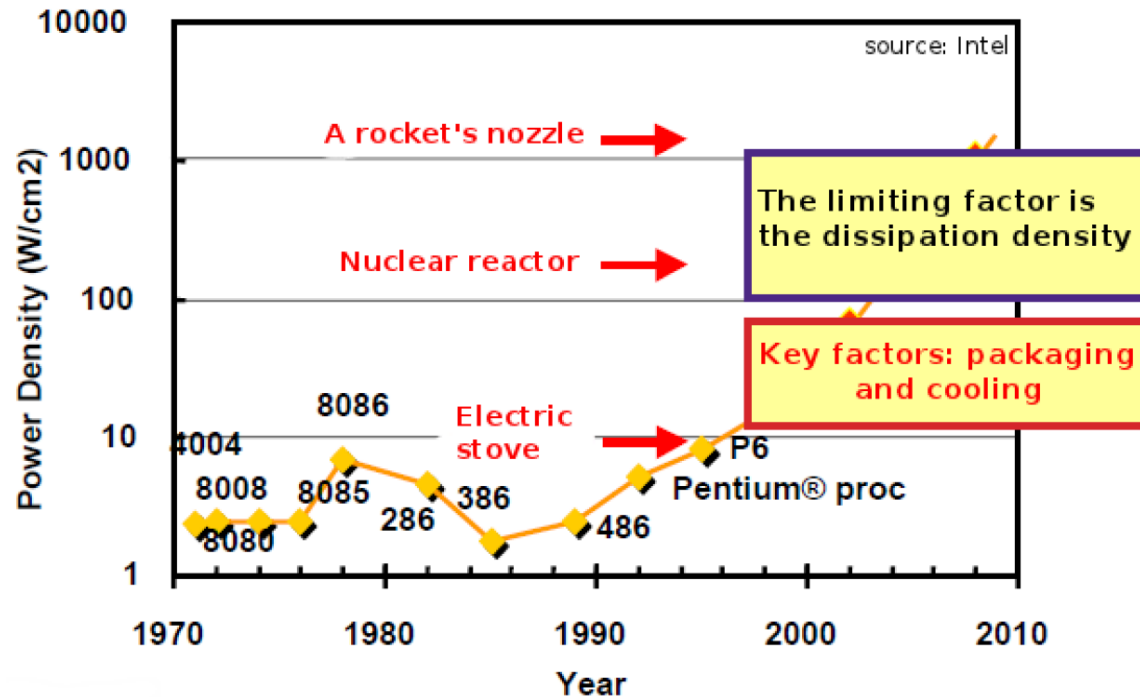 10000
source: Intel
A rocket's nozzle
1000
The limiting factor is
the dissipation density
Nuclear reactor
Power Density (W/cm2)
100
Key factors: packaging
and cooling
8086
Electric
stove
10
4004
P6
8008
8085
386
Pentium® proc
286
486
8080
1
1970
1980
1990
2000
2010
Year